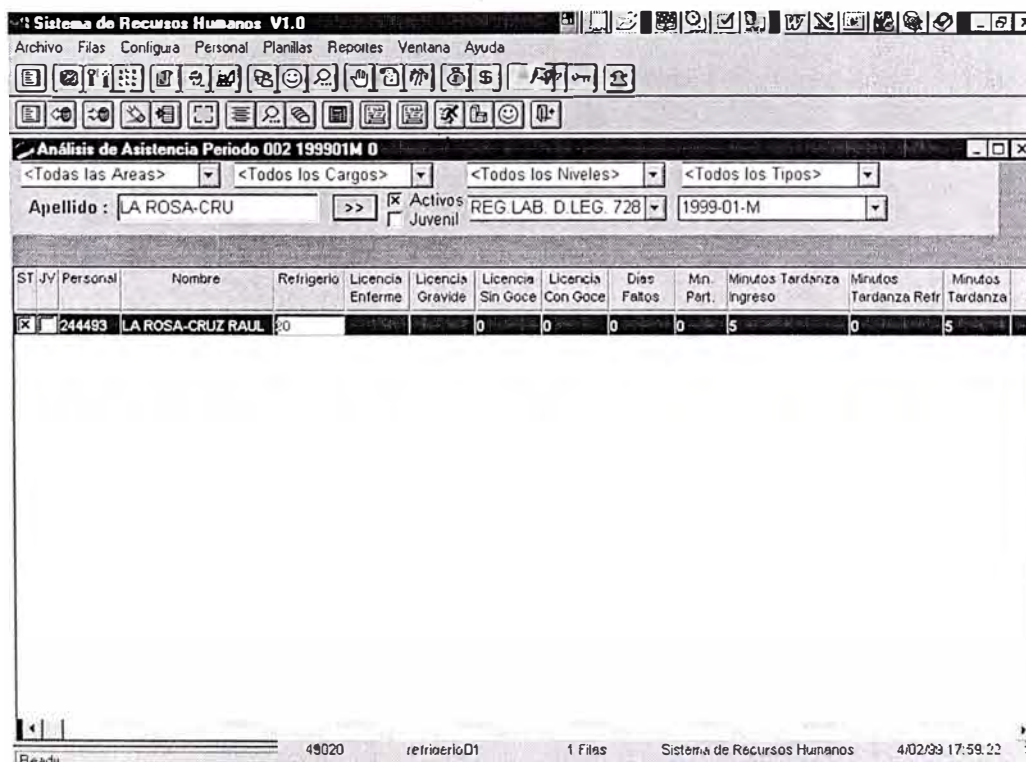 Sistema de Recursos Humanos V1.0
Archivo Filas Configura Personal Planillas Reportes Ventana Ayuda
Análisis de Asistencia Periodo 002 199901M 0
<Todas las Areas> <Todos los Cargos> <Todos los Niveles> <Todos los Tipos>
Apellido : LA ROSA-CRU >> Activos REG.LAB. D.LEG. 728 1999-01-M
Juvenil
ST JV Personal Nombre Refrigerio Licencia Enferme Licencia Gravide Licencia Sin Goce Licencia Con Goce Dias Faltos Mn. Part. Minutos Tardanza Ingreso Minutos Tardanza Refr Minutos Tardanza
244493 LA ROSA-CRUZ RAUL 20 0 0 0 0 5 0 5
Ready 49020 refrigerio01 1 Filas Sistema de Recursos Humanos 4/02/99 17:59:22